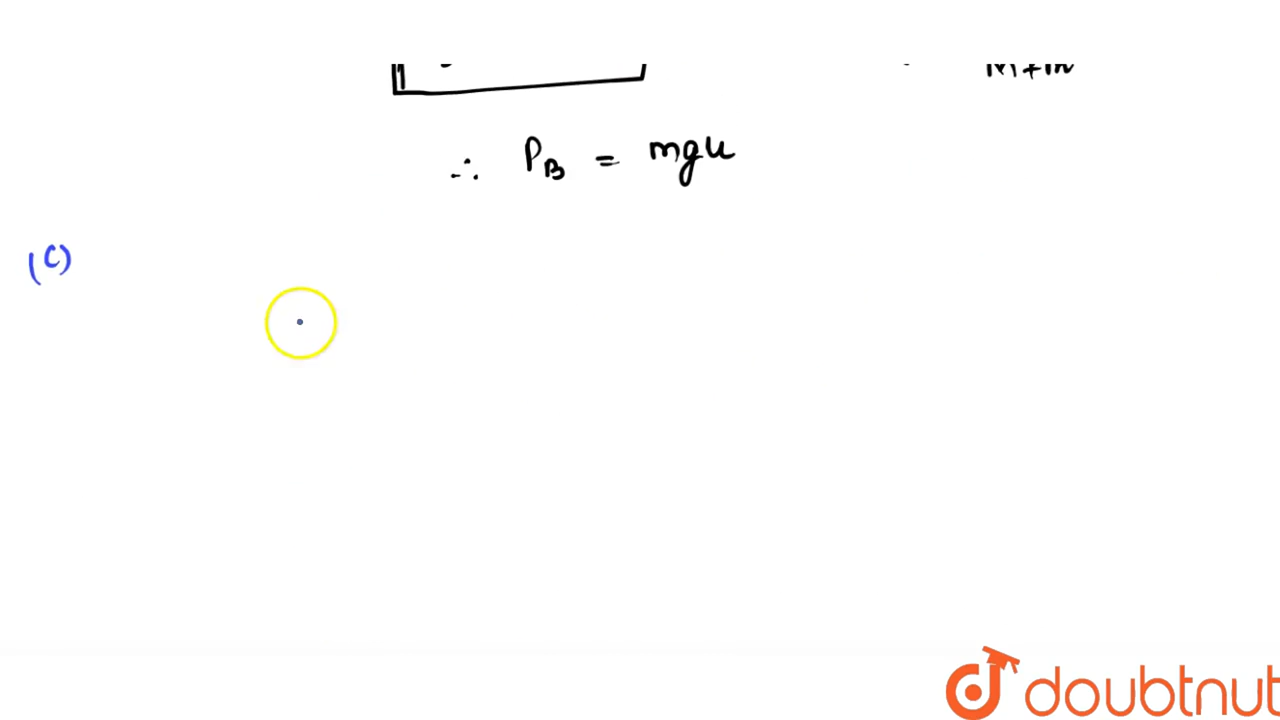 M+m
∴ P_B = mgu
(C)
doubtnut